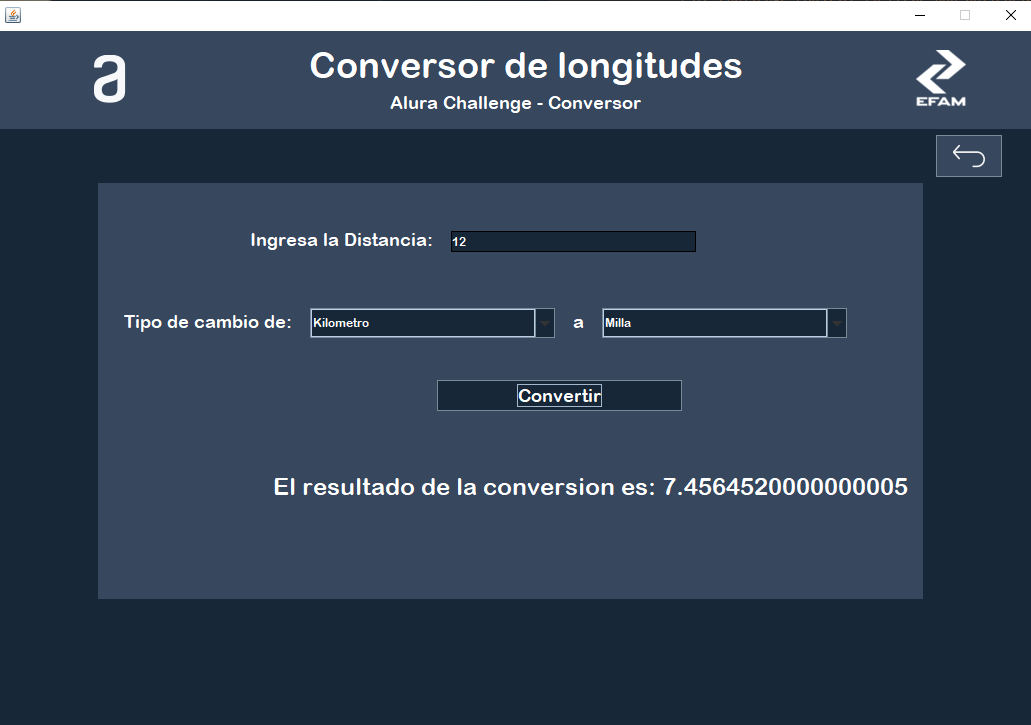 a
Conversor de longitudes
Alura Challenge - Conversor
EFAM
Ingresa la Distancia: 12
Tipo de cambio de: Kilometro a Milla
Convertir
El resultado de la conversion es: 7.4564520000000005